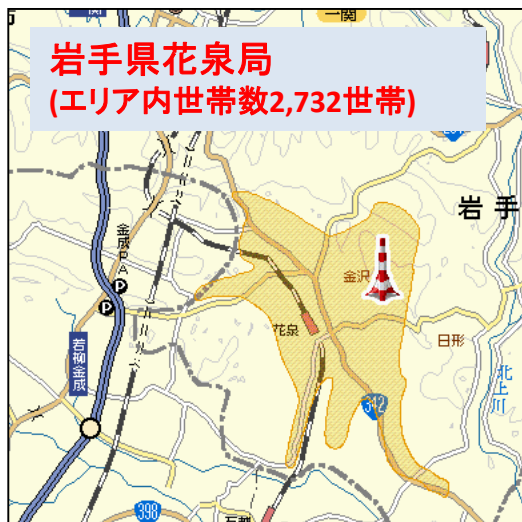 一関
岩手県花泉局
(エリア内世帯数2,732世帯)
岩手
金成PA
P
P
金沢
花泉
日形
若柳金成
北上川
342
398